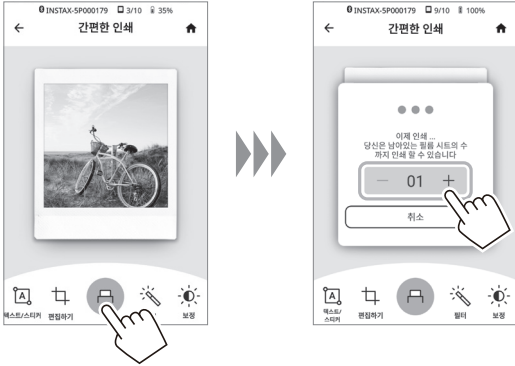 INSTAX-5P000179 3/10 35%
간편한 인쇄
A
텍스트/스티커 편집하기 보정
INSTAX-5P000179 9/10 100%
간편한 인쇄
이제 인쇄 ...
당신은 남아있는 필름 시트의 수
까지 인쇄 할 수 있습니다
− 01 +
취소
A
텍스트/
스티커 편집하기 필터 보정